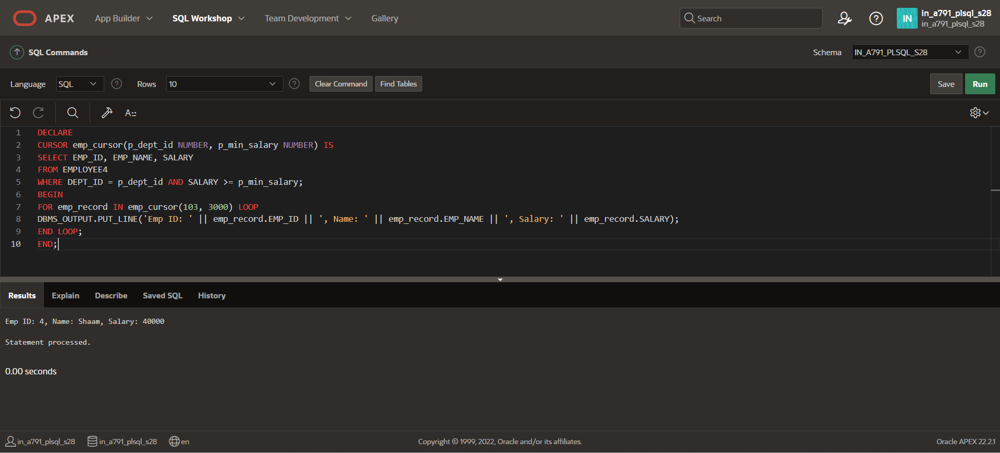 APEX App Builder SQL Workshop Team Development Gallery Search IN in_a791_plsql_s28
in_a791_plsql_s28
SQL Commands Schema IN_A791_PLSQL_S28
Language SQL Rows 10 Clear Command Find Tables Save Run
A::
1 DECLARE
2 CURSOR emp_cursor(p_dept_id NUMBER, p_min_salary NUMBER) IS
3 SELECT EMP_ID, EMP_NAME, SALARY
4 FROM EMPLOYEE4
5 WHERE DEPT_ID = p_dept_id AND SALARY >= p_min_salary;
6 BEGIN
7 FOR emp_record IN emp_cursor(103, 3000) LOOP
8 DBMS_OUTPUT.PUT_LINE('Emp ID: ' || emp_record.EMP_ID || ', Name: ' || emp_record.EMP_NAME || ', Salary: ' || emp_record.SALARY);
9 END LOOP;
10 END;
Results Explain Describe Saved SQL History
Emp ID: 4, Name: Shaam, Salary: 40000
Statement processed.
0.00 seconds
in_a791_plsql_s28 in_a791_plsql_s28 en Copyright © 1999, 2022, Oracle and/or its affiliates. Oracle APEX 22.2.1